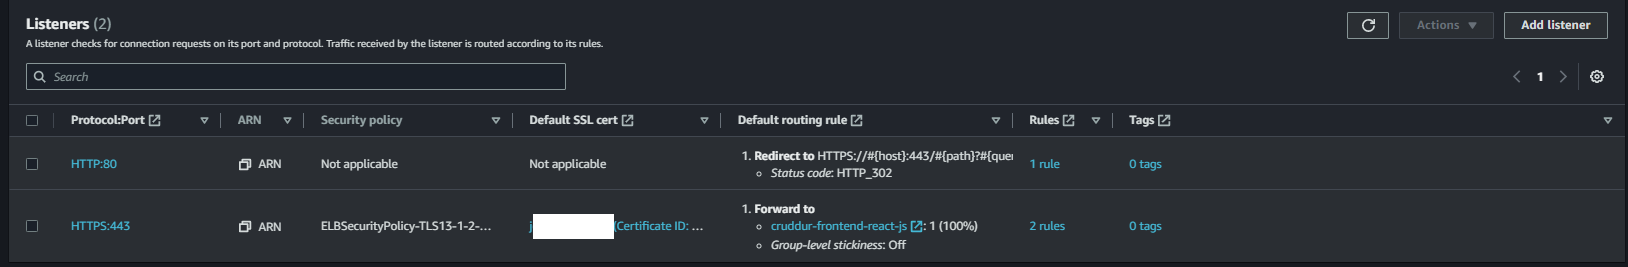 Listeners (2)
A listener checks for connection requests on its port and protocol. Traffic received by the listener is routed according to its rules.
Actions
Add listener
Search
1
Protocol:Port
ARN
Security policy
Default SSL cert
Default routing rule
Rules
Tags
HTTP:80
ARN
Not applicable
Not applicable
1. Redirect to HTTPS://#{host}:443/#{path}?#{quer
Status code: HTTP_302
1 rule
0 tags
HTTPS:443
ARN
ELBSecurityPolicy-TLS13-1-2-...
j (Certificate ID: ...
1. Forward to
cruddur-frontend-react-js : 1 (100%)
Group-level stickiness: Off
2 rules
0 tags